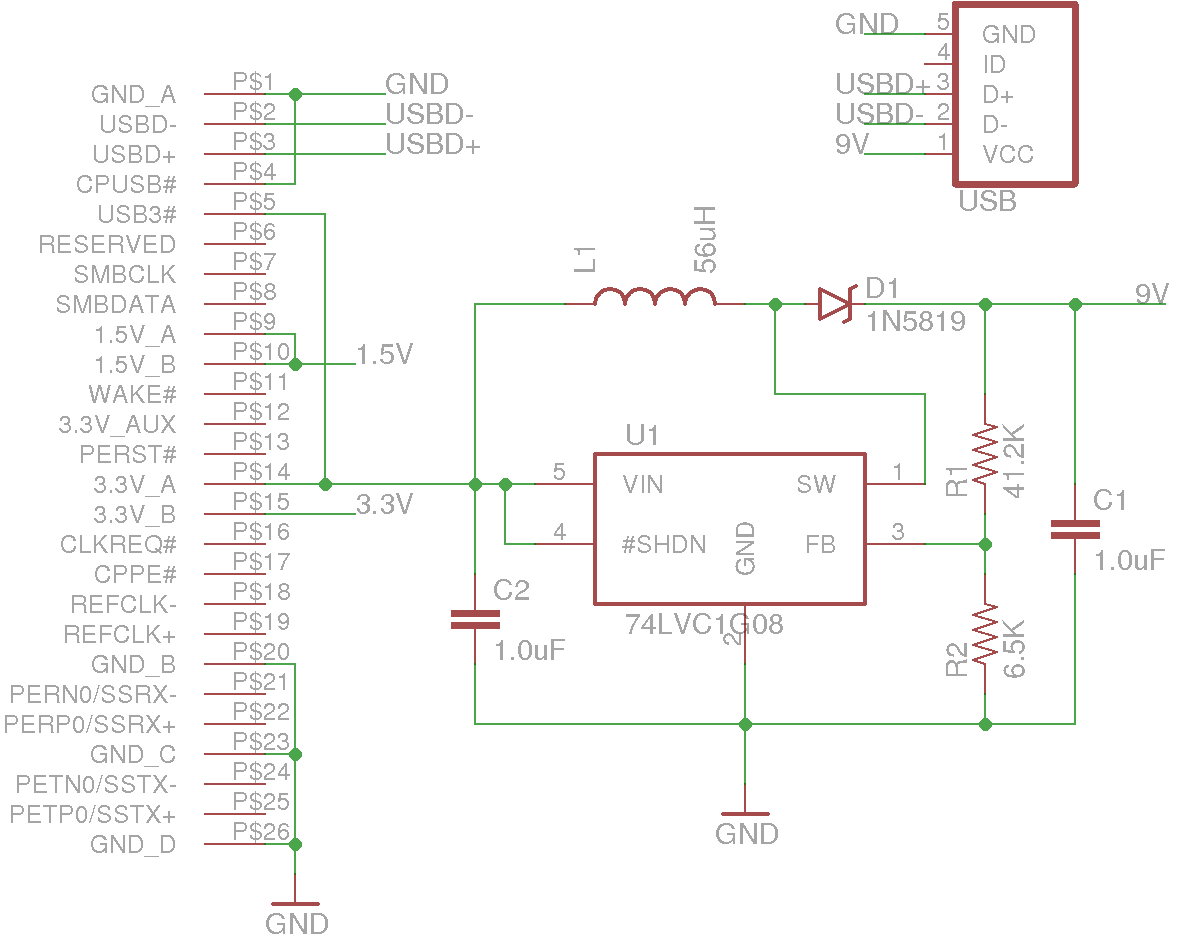 GND_A P$1 GND
USBD- P$2 USBD-
USBD+ P$3 USBD+
CPUSB# P$4
USB3# P$5
RESERVED P$6
SMBCLK P$7
SMBDATA P$8
1.5V_A P$9
1.5V_B P$10 1.5V
WAKE# P$11
3.3V_AUX P$12
PERST# P$13
3.3V_A P$14
3.3V_B P$15 3.3V
CLKREQ# P$16
CPPE# P$17
REFCLK- P$18
REFCLK+ P$19
GND_B P$20
PERN0/SSRX- P$21
PERP0/SSRX+ P$22
GND_C P$23
PETN0/SSTX- P$24
PETP0/SSTX+ P$25
GND_D P$26
GND
GND 5 GND
4 ID
USBD+ 3 D+
USBD- 2 D-
9V 1 VCC
USB
L1
56uH
D1
1N5819
9V
U1
5 VIN SW 1
4 #SHDN GND FB 3
74LVC1G08
2
C2
1.0uF
R1
41.2K
R2
6.5K
C1
1.0uF
GND